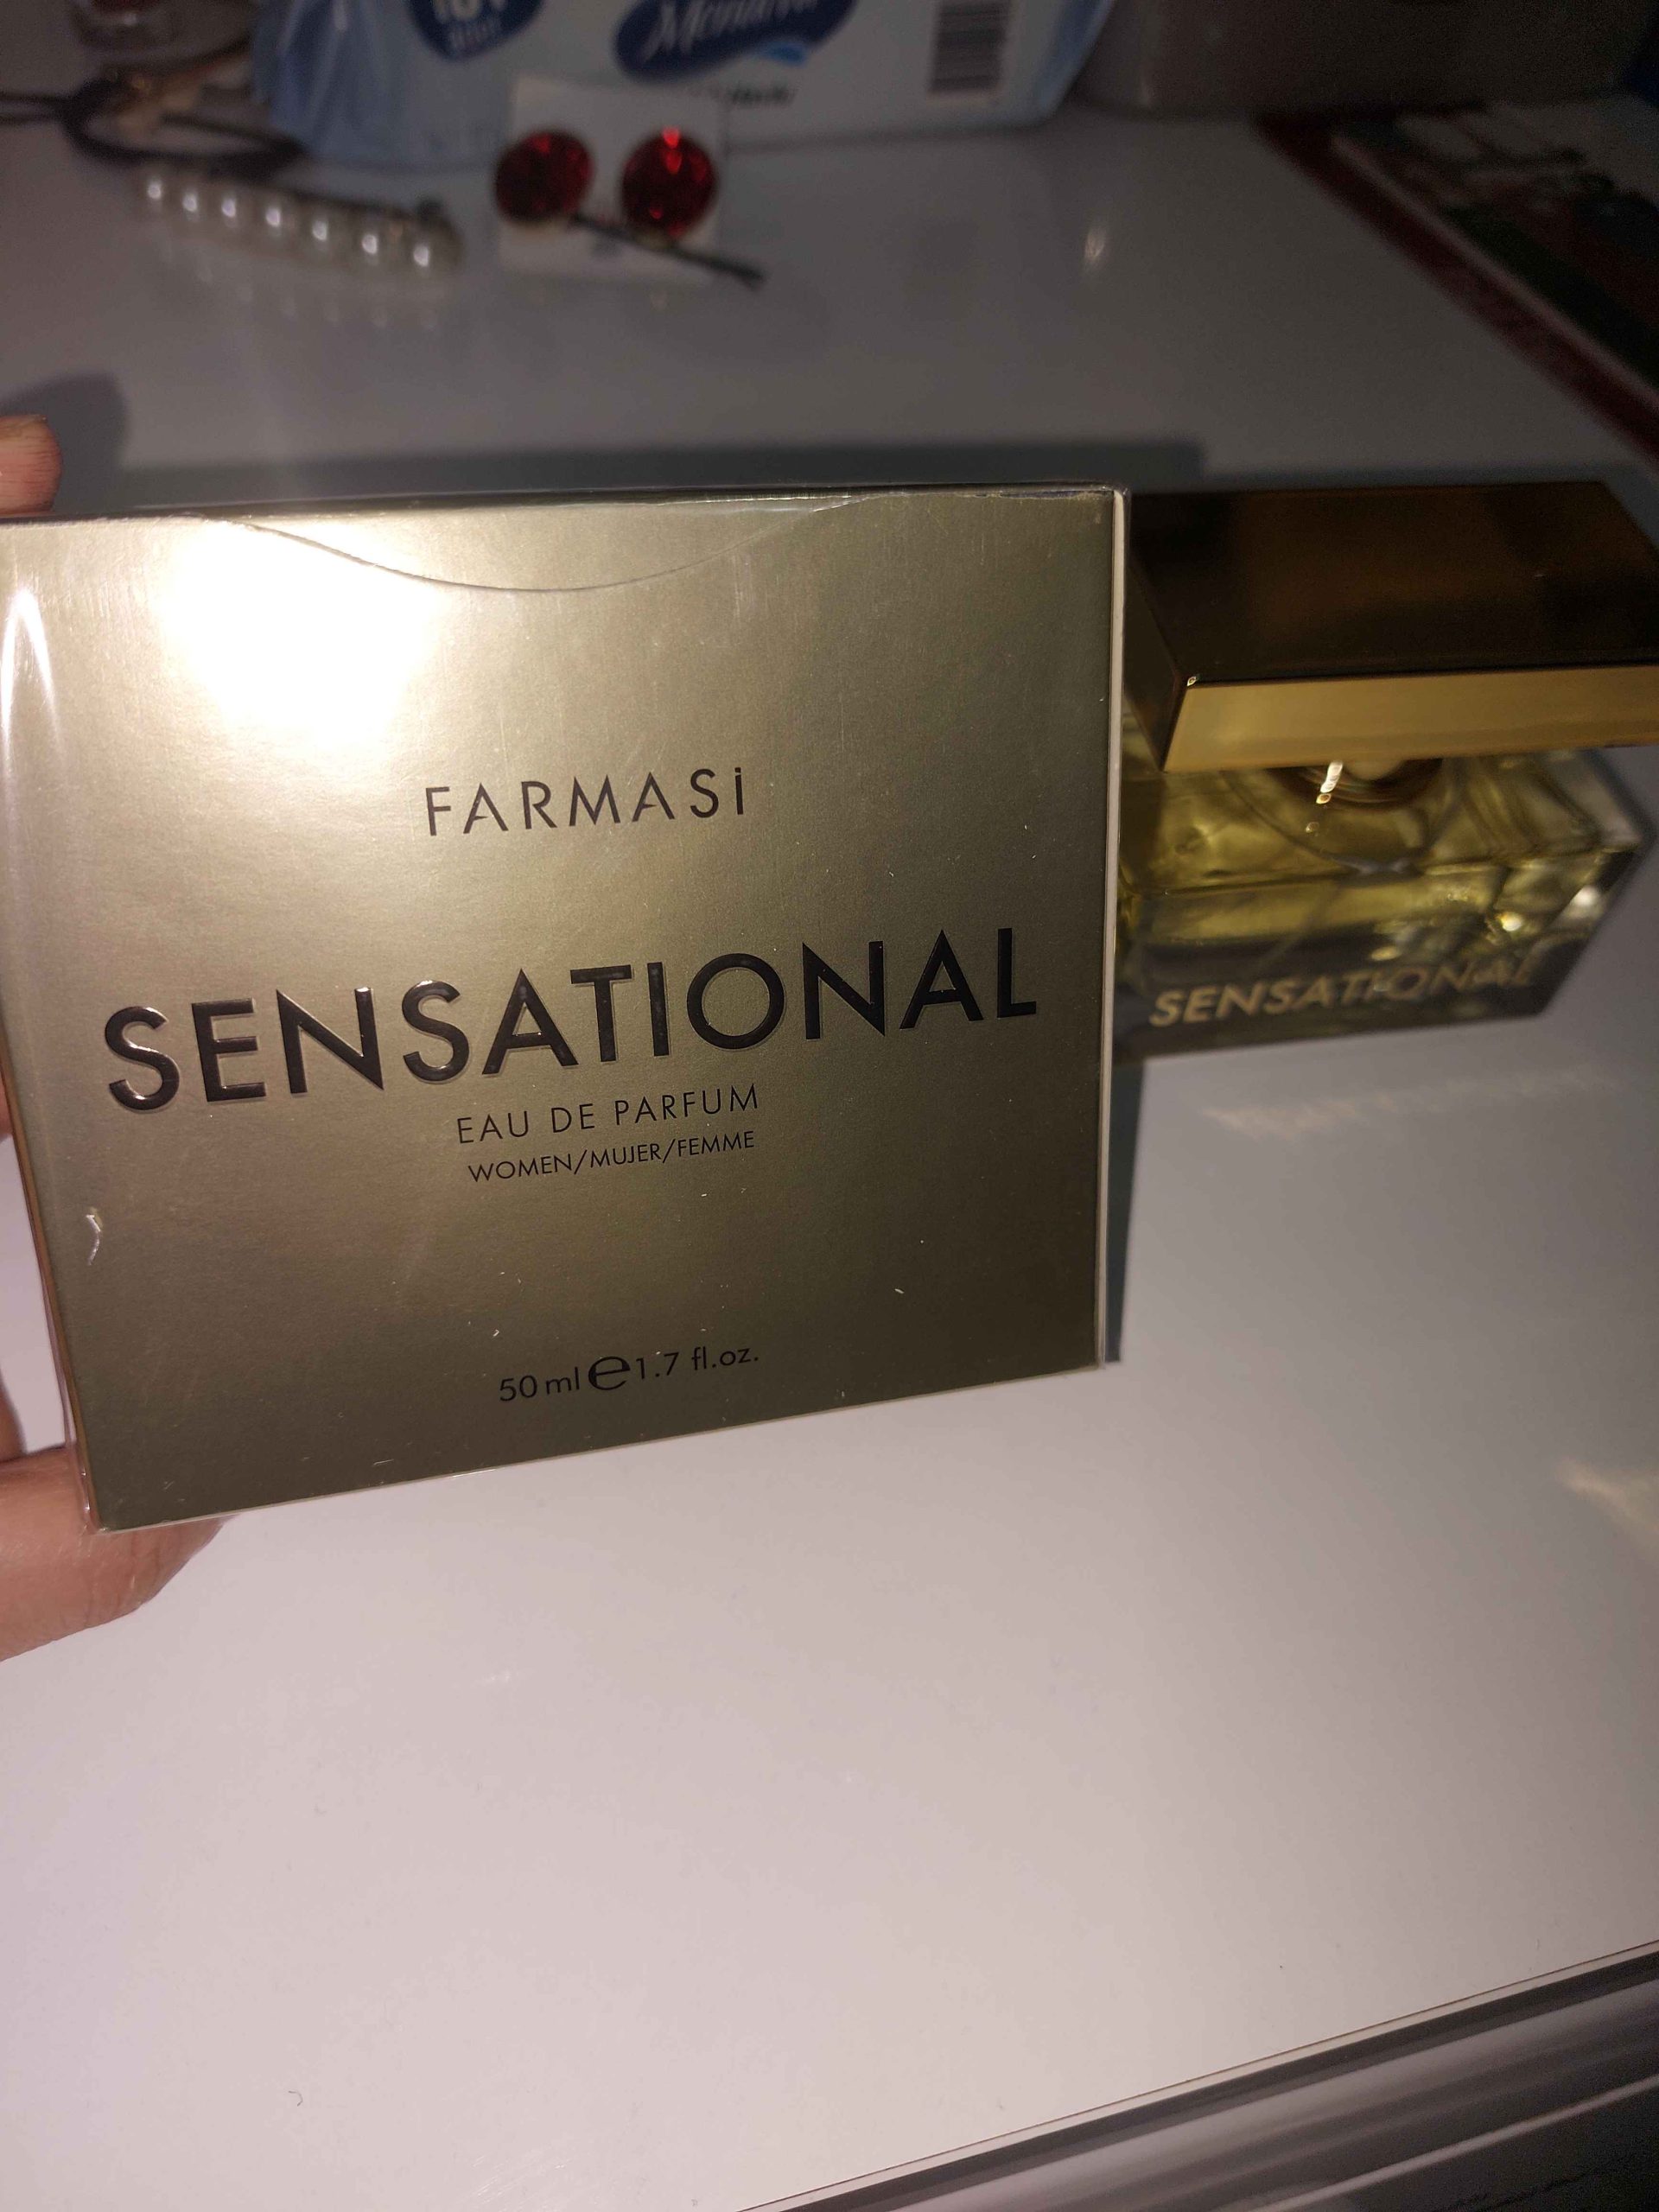 FARMASi
SENSATIONAL
EAU DE PARFUM
WOMEN/MUJER/FEMME
50 ml e 1.7 fl.oz.
SENSATIONAL